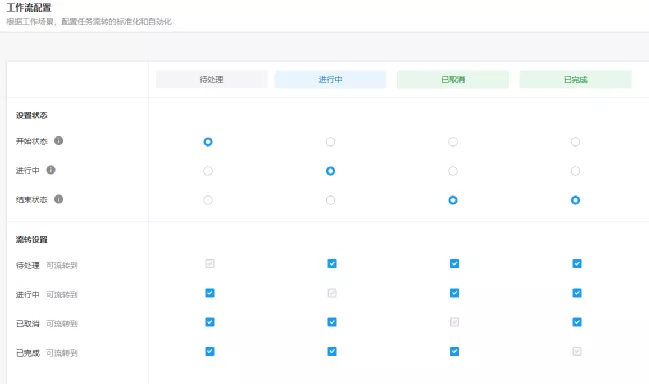 工作流配置
根据工作场景，配置任务流转的标准化和自动化
待处理 进行中 已取消 已完成
设置状态
开始状态
进行中
结束状态
流转设置
待处理 可流转到
进行中 可流转到
已取消 可流转到
已完成 可流转到